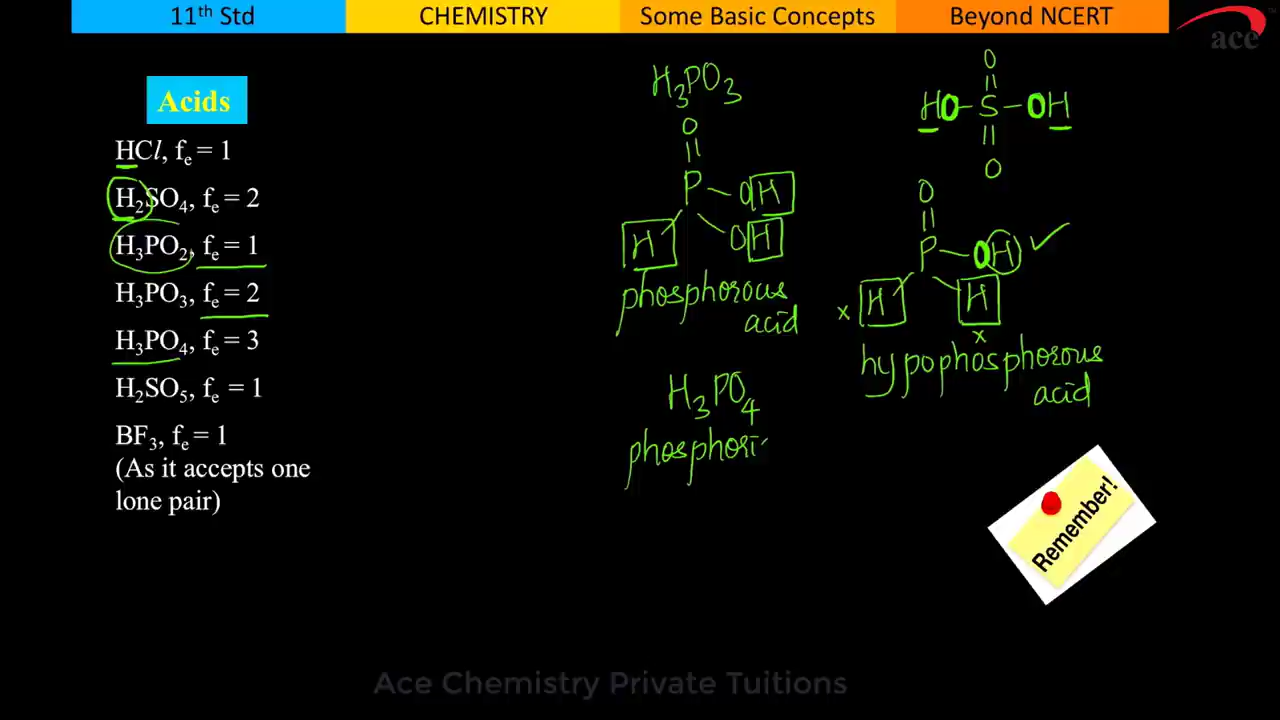 11th Std
CHEMISTRY
Some Basic Concepts
Beyond NCERT
ace
Acids
HCl, fe = 1
H2SO4, fe = 2
H3PO2, fe = 1
H3PO3, fe = 2
H3PO4, fe = 3
H2SO5, fe = 1
BF3, fe = 1
(As it accepts one
lone pair)
H3PO3
O
P
OH
H
OH
phosphorous
acid
H3PO4
phosphori
O
HO S OH
O
O
P OH
x H H
x
hypophosphorous
acid
Remember!
Ace Chemistry Private Tuitions